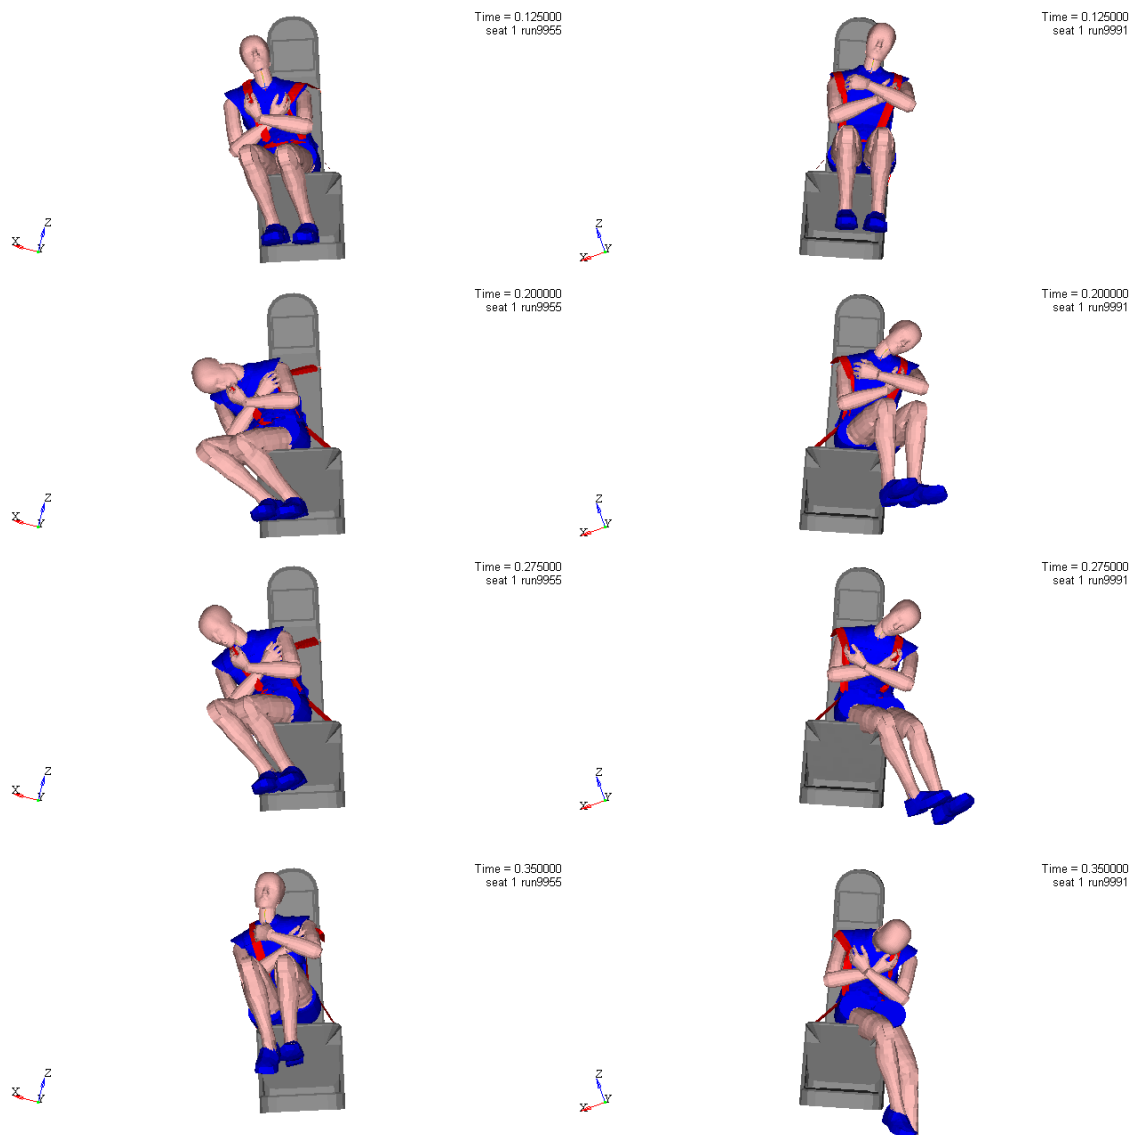 Time = 0.125000
seat 1 run9955
Time = 0.125000
seat 1 run9991
Z
X
Y
Z
X
Y
Time = 0.200000
seat 1 run9955
Time = 0.200000
seat 1 run9991
Z
X
Y
Z
X
Y
Time = 0.275000
seat 1 run9955
Time = 0.275000
seat 1 run9991
Z
X
Y
Z
X
Y
Time = 0.350000
seat 1 run9955
Time = 0.350000
seat 1 run9991
Z
X
Y
Z
X
Y